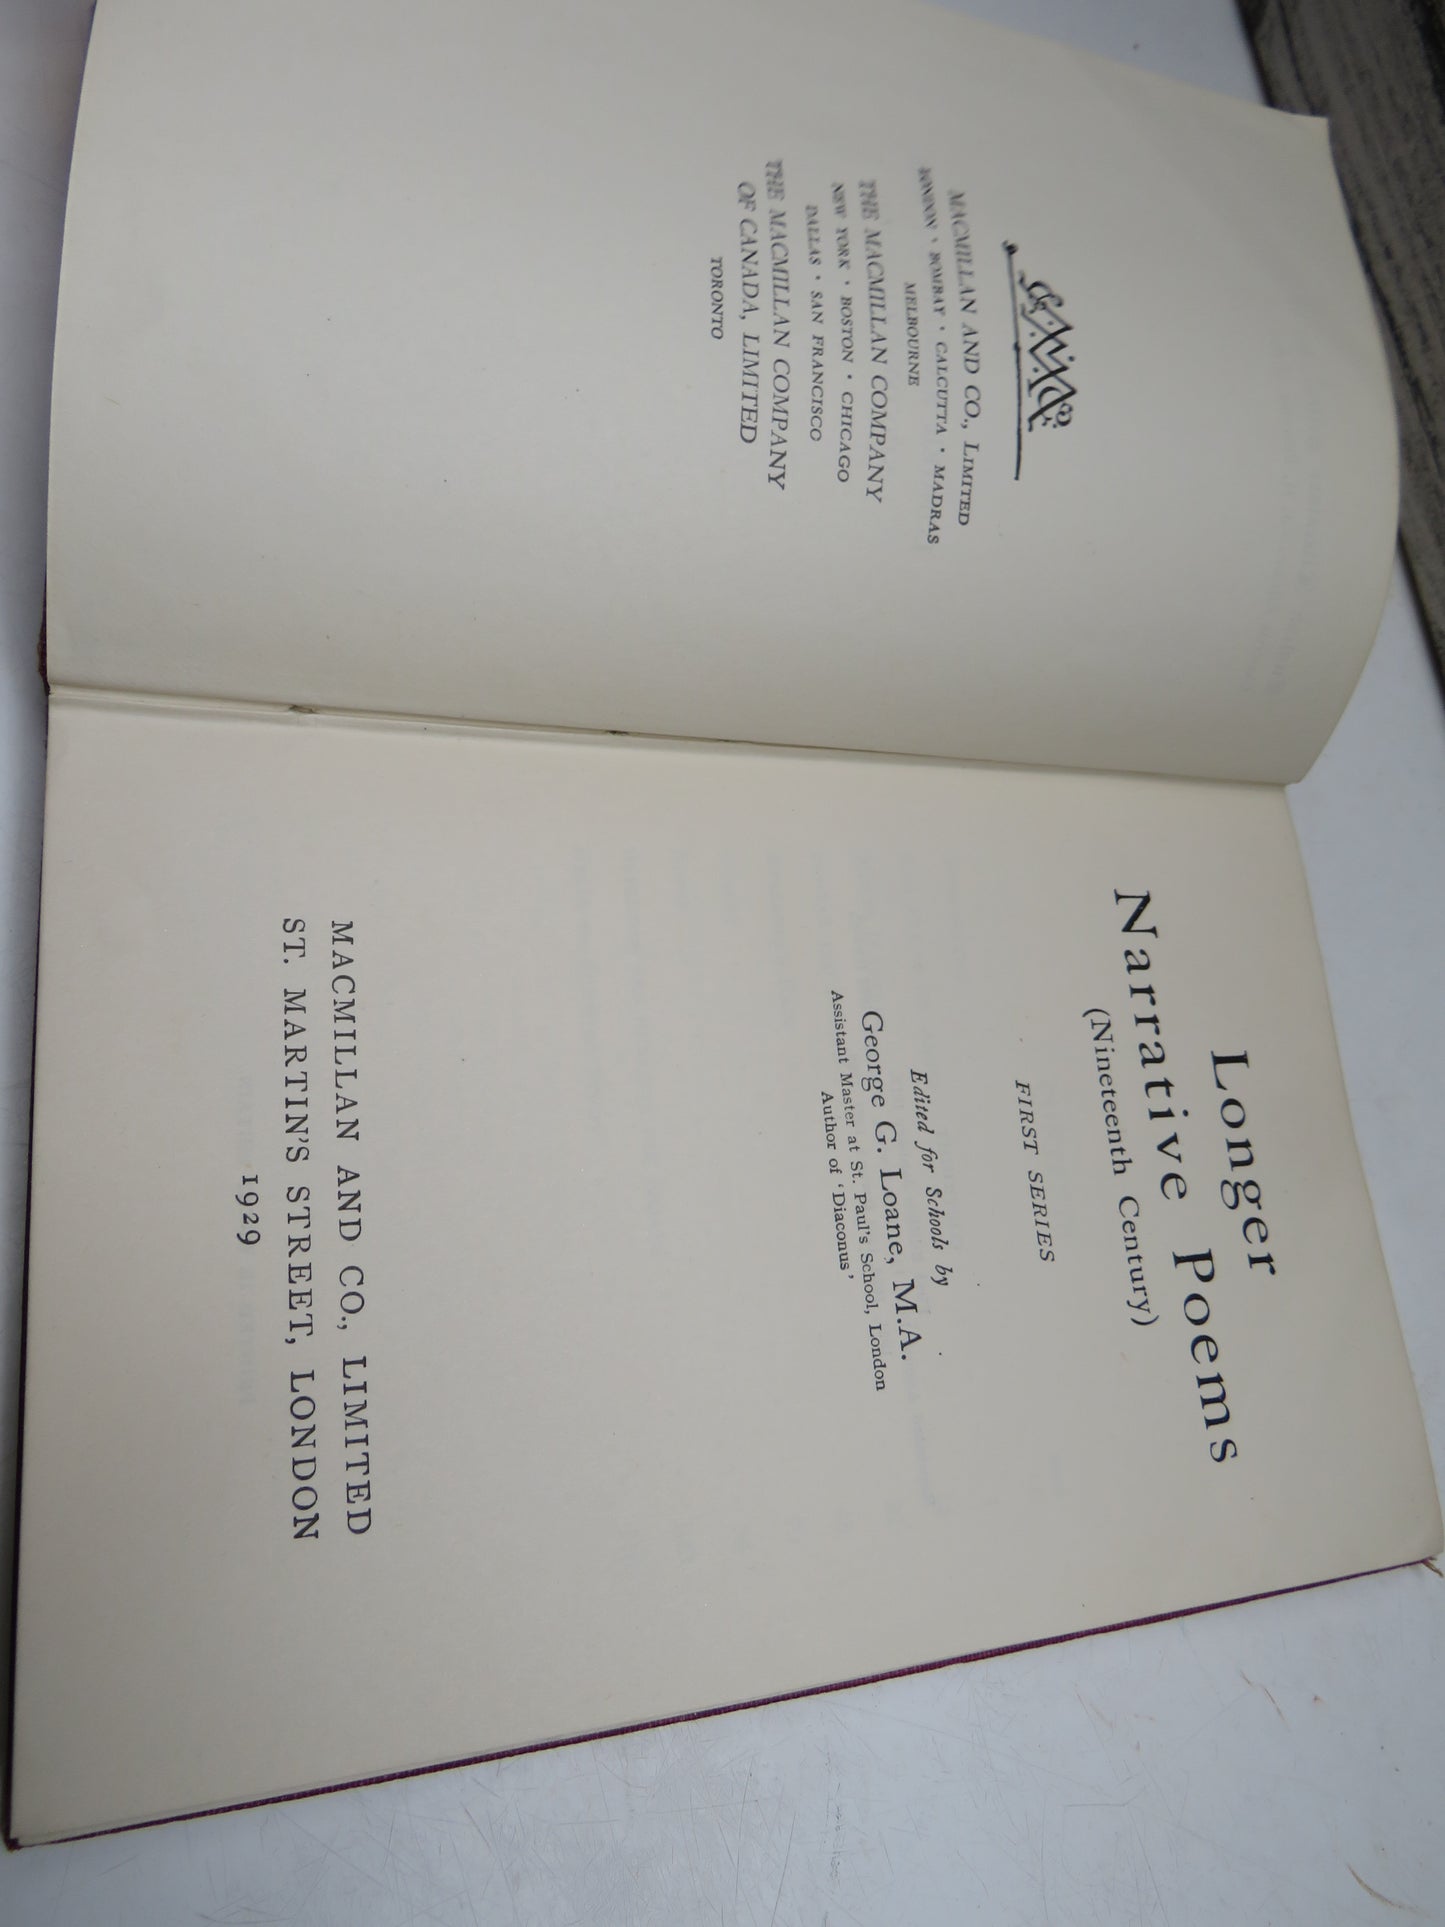 MACMILLAN AND CO., LIMITED
LONDON · BOMBAY · CALCUTTA · MADRAS
MELBOURNE
THE MACMILLAN COMPANY
NEW YORK · BOSTON · CHICAGO
DALLAS · SAN FRANCISCO
THE MACMILLAN COMPANY
OF CANADA, LIMITED
TORONTO
Longer
Narrative Poems
(Nineteenth Century)
FIRST SERIES
Edited for Schools by
George G. Loane, M.A.
Assistant Master at St. Paul's School, London
Author of 'Diaconus'
MACMILLAN AND CO., LIMITED
ST. MARTIN'S STREET, LONDON
1929